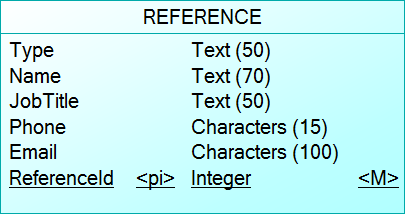 REFERENCE
Type Text (50)
Name Text (70)
JobTitle Text (50)
Phone Characters (15)
Email Characters (100)
ReferenceId <pi> Integer <M>